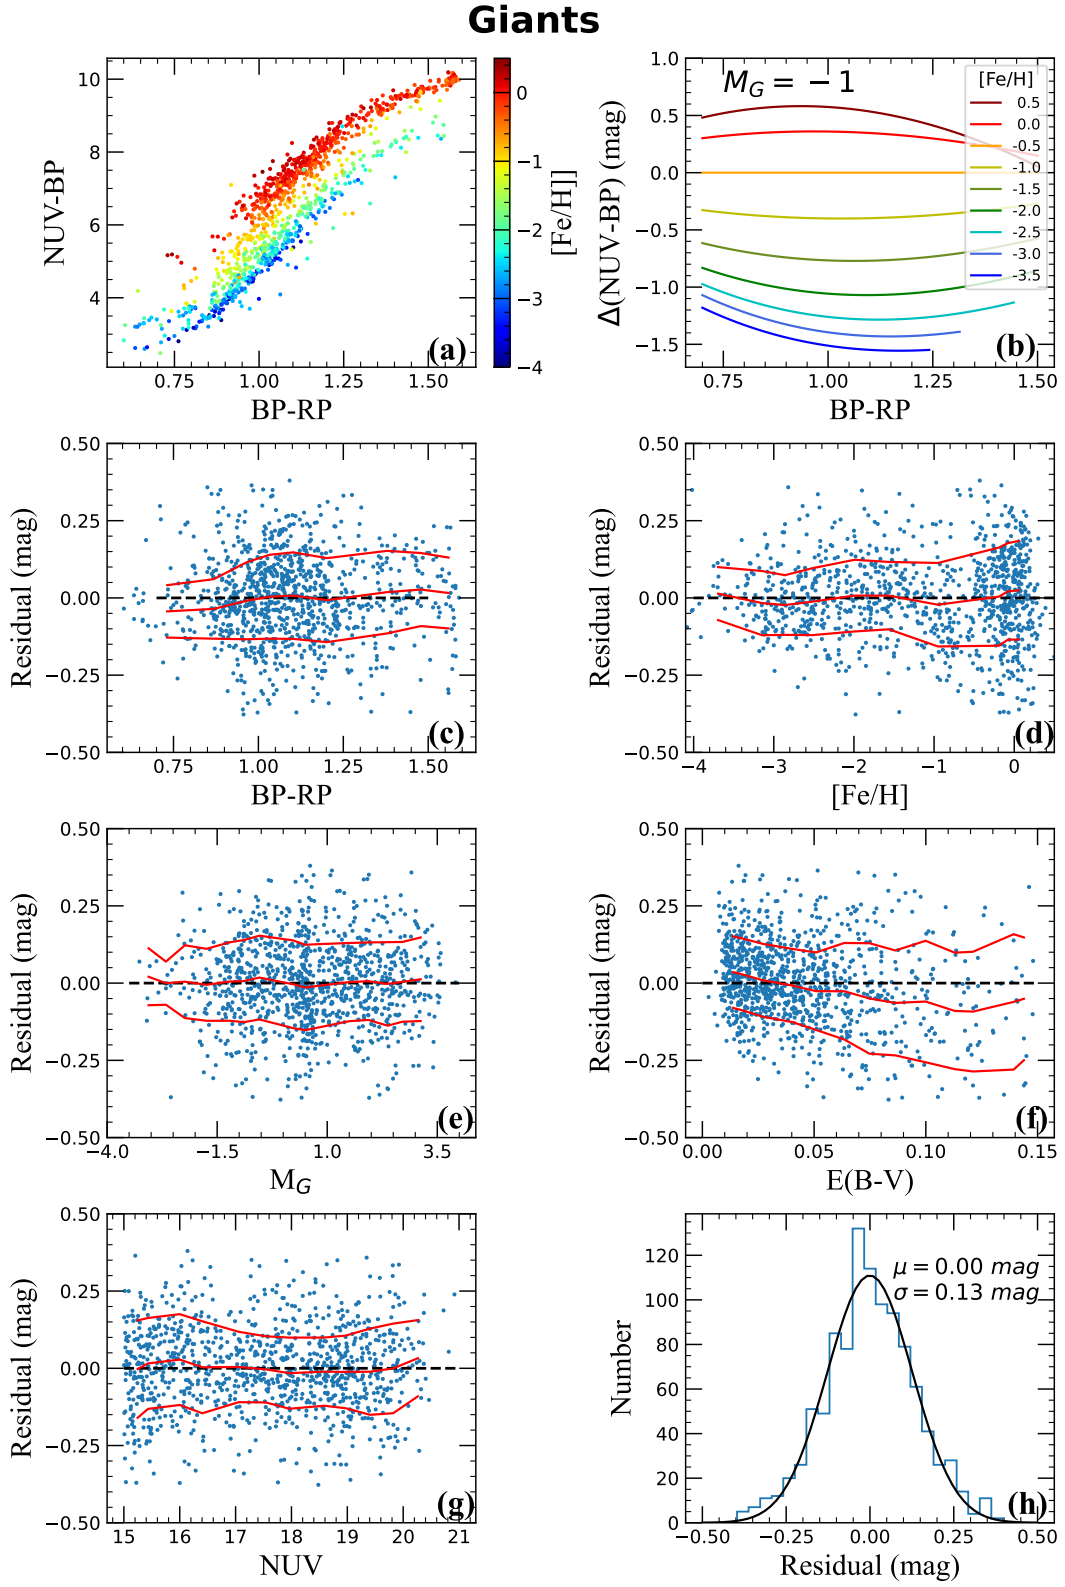 Giants
NUV-BP
10
8
6
4
0.75 1.00 1.25 1.50
BP-RP
(a)
0
−1
−2
−3
−4
[Fe/H]]
Δ(NUV-BP) (mag)
1.0
0.5
0.0
−0.5
−1.0
−1.5
M_G = −1
[Fe/H]
0.5
0.0
-0.5
-1.0
-1.5
-2.0
-2.5
-3.0
-3.5
(b)
0.75 1.00 1.25 1.50
BP-RP
Residual (mag)
0.50
0.25
0.00
−0.25
−0.50
(c)
0.75 1.00 1.25 1.50
BP-RP
Residual (mag)
0.50
0.25
0.00
−0.25
−0.50
(d)
−4 −3 −2 −1 0
[Fe/H]
Residual (mag)
0.50
0.25
0.00
−0.25
−0.50
(e)
−4.0 −1.5 1.0 3.5
M_G
Residual (mag)
0.50
0.25
0.00
−0.25
−0.50
(f)
0.00 0.05 0.10 0.15
E(B-V)
Residual (mag
0.50
0.25
0.00
−0.25
−0.50
(g)
15 16 17 18 19 20 21
NUV
Number
120
100
80
60
40
20
0
μ = 0.00 mag
σ = 0.13 mag
(h)
−0.50 −0.25 0.00 0.25 0.50
Residual (mag)